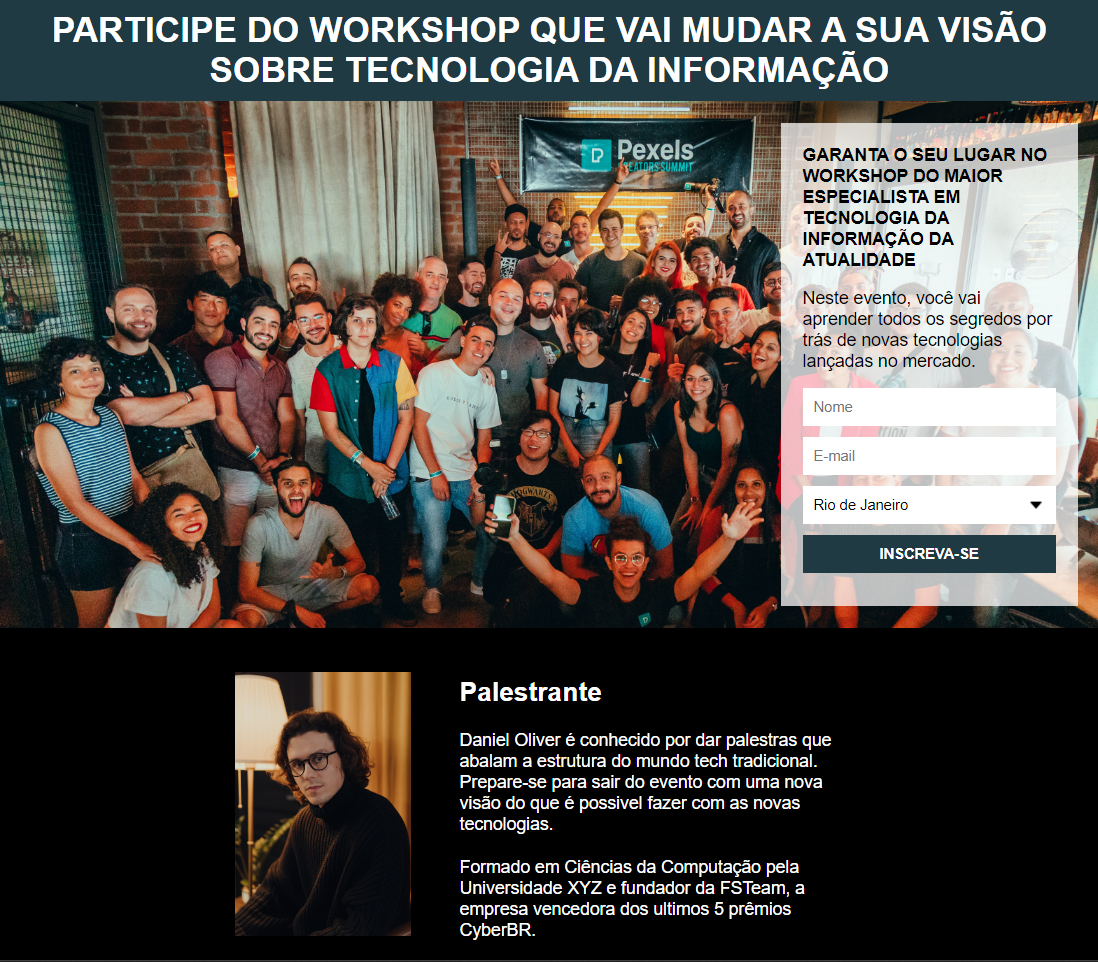 PARTICIPE DO WORKSHOP QUE VAI MUDAR A SUA VISÃO
SOBRE TECNOLOGIA DA INFORMAÇÃO
Pexels
CREATORS SUMMIT
GARANTA O SEU LUGAR NO
WORKSHOP DO MAIOR
ESPECIALISTA EM
TECNOLOGIA DA
INFORMAÇÃO DA
ATUALIDADE
Neste evento, você vai
aprender todos os segredos por
trás de novas tecnologias
lançadas no mercado.
Nome
E-mail
Rio de Janeiro
INSCREVA-SE
HOGWARTS
Palestrante
Daniel Oliver é conhecido por dar palestras que
abalam a estrutura do mundo tech tradicional.
Prepare-se para sair do evento com uma nova
visão do que é possivel fazer com as novas
tecnologias.
Formado em Ciências da Computação pela
Universidade XYZ e fundador da FSTeam, a
empresa vencedora dos ultimos 5 prêmios
CyberBR.